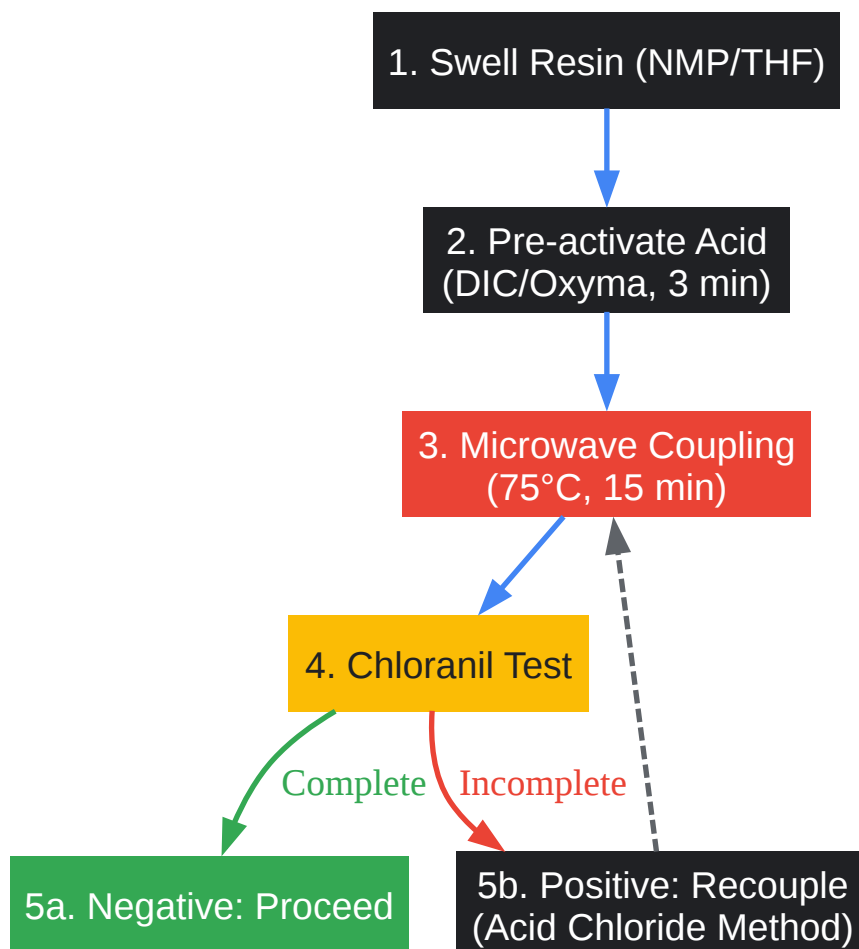 1. Swell Resin (NMP/THF)
2. Pre-activate Acid
(DIC/Oxyma, 3 min)
3. Microwave Coupling
(75°C, 15 min)
4. Chloranil Test
Complete
Incomplete
5a. Negative: Proceed
5b. Positive: Recouple
(Acid Chloride Method)